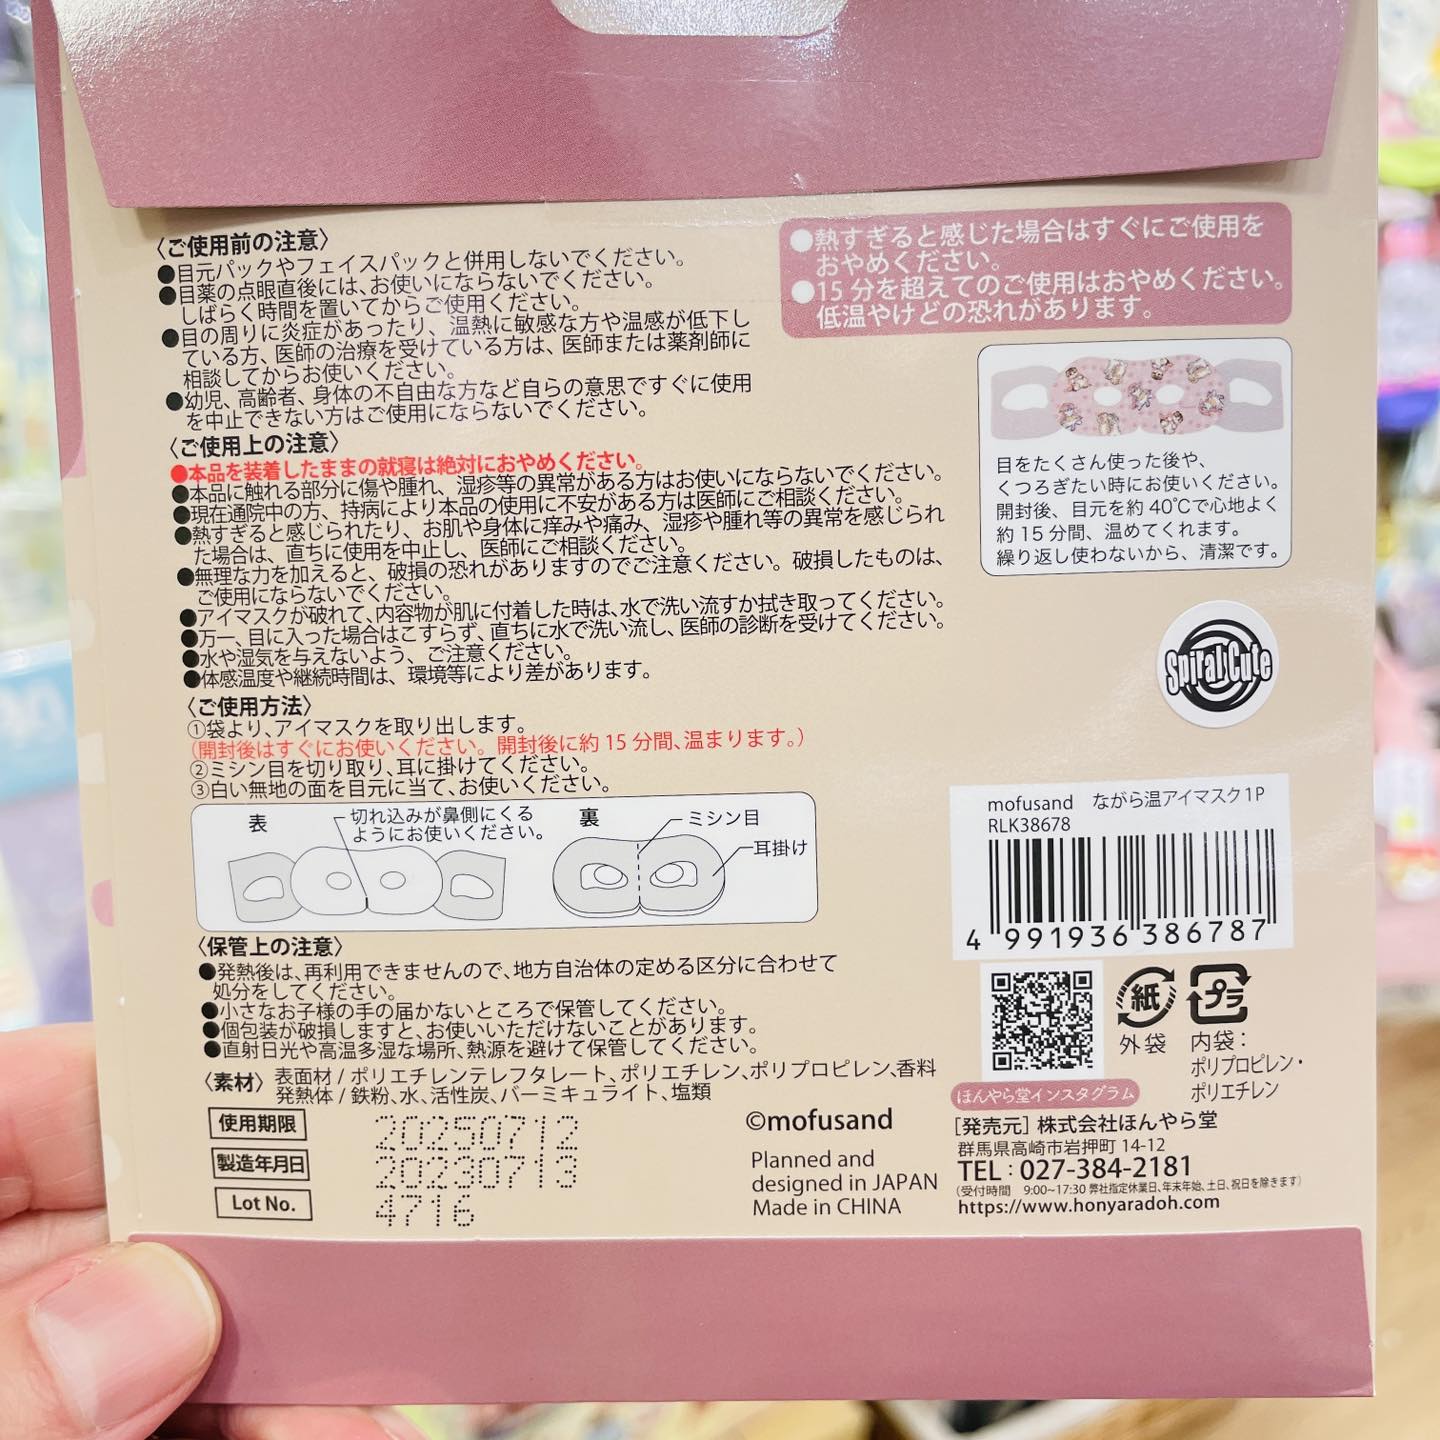 〈ご使用前の注意〉
●目元パックやフェイスパックと併用しないでください。
●目薬の点眼直後には、お使いにならないでください。
しばらく時間を置いてからご使用ください。
●目の周りに炎症があったり、温熱に敏感な方や温感が低下し
ている方、医師の治療を受けている方は、医師または薬剤師に
相談してからお使いください。
●幼児、高齢者、身体の不自由な方など自らの意思ですぐに使用
を中止できない方はご使用にならないでください。
〈ご使用上の注意〉
●本品を装着したままの就寝は絶対におやめください。
●本品に触れる部分に傷や腫れ、湿疹等の異常がある方はお使いにならないでください。
●現在通院中の方、持病により本品の使用に不安がある方は医師にご相談ください。
●熱すぎると感じられたり、お肌や身体に痒みや痛み、湿疹や腫れ等の異常を感じられ
た場合は、直ちに使用を中止し、医師にご相談ください。
●無理な力を加えると、破損の恐れがありますのでご注意ください。破損したものは、
ご使用にならないでください。
●アイマスクが破れて、内容物が肌に付着した時は、水で洗い流すか拭き取ってください。
●万一、目に入った場合はこすらず、直ちに水で洗い流し、医師の診断を受けてください。
●水や湿気を与えないよう、ご注意ください。
●体感温度や継続時間は、環境等により差があります。
〈ご使用方法〉
①袋より、アイマスクを取り出します。
（開封後はすぐにお使いください。開封後に約15分間、温まります。）
②ミシン目を切り取り、耳に掛けてください。
③白い無地の面を目元に当て、お使いください。
表
切れ込みが鼻側にくる
ようにお使いください。
裏
ミシン目
耳掛け
〈保管上の注意〉
●発熱後は、再利用できませんので、地方自治体の定める区分に合わせて
処分をしてください。
●小さなお子様の手の届かないところで保管してください。
●個包装が破損しますと、お使いいただけないことがあります。
●直射日光や高温多湿な場所、熱源を避けて保管してください。
〈素材〉 表面材/ポリエチレンテレフタレート、ポリエチレン、ポリプロピレン、香料
発熱体/鉄粉、水、活性炭、バーミキュライト、塩類
使用期限 20250712
製造年月日 20230713
Lot No. 4716
©mofusand
Planned and
designed in JAPAN
Made in CHINA
●熱すぎると感じた場合はすぐにご使用を
おやめください。
●15分を超えてのご使用はおやめください。
低温やけどの恐れがあります。
目をたくさん使った後や、
くつろぎたい時にお使いください。
開封後、目元を約40℃で心地よく
約15分間、温めてくれます。
繰り返し使わないから、清潔です。
Spiral Cute
mofusand ながら温アイマスク1P
RLK38678
4 991936 386787
紙
外袋
プラ
内袋：
ポリプロピレン・
ポリエチレン
ほんやら堂インスタグラム
［発売元］株式会社ほんやら堂
群馬県高崎市岩押町 14-12
TEL：027-384-2181
（受付時間 9:00~17:30 弊社指定休業日、年末年始、土日、祝日を除きます）
https://www.honyaradoh.com